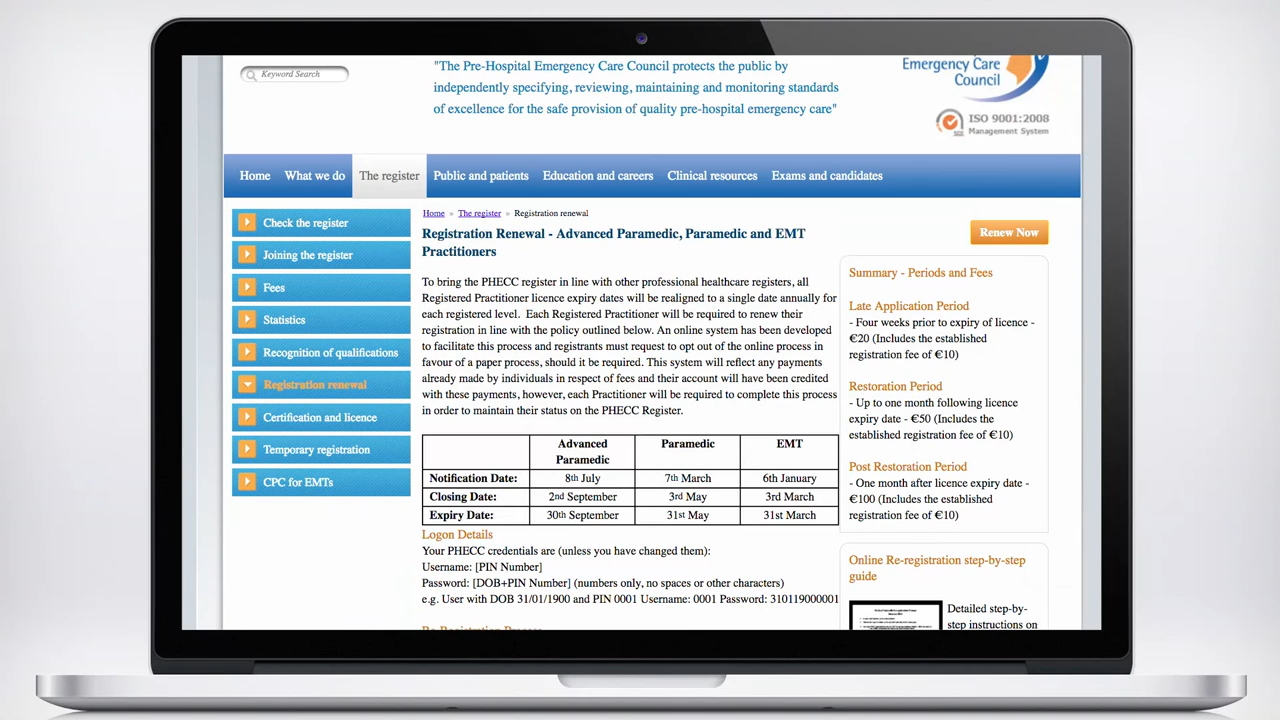 Keyword Search
"The Pre-Hospital Emergency Care Council protects the public by
independently specifying, reviewing, maintaining and monitoring standards
of excellence for the safe provision of quality pre-hospital emergency care"
Emergency Care
Council
ISO 9001:2008
Management System
Home
What we do
The register
Public and patients
Education and careers
Clinical resources
Exams and candidates
Check the register
Joining the register
Fees
Statistics
Recognition of qualifications
Registration renewal
Certification and licence
Temporary registration
CPC for EMTs
Home » The register » Registration renewal
Registration Renewal - Advanced Paramedic, Paramedic and EMT
Practitioners
To bring the PHECC register in line with other professional healthcare registers, all
Registered Practitioner licence expiry dates will be realigned to a single date annually for
each registered level. Each Registered Practitioner will be required to renew their
registration in line with the policy outlined below. An online system has been developed
to facilitate this process and registrants must request to opt out of the online process in
favour of a paper process, should it be required. This system will reflect any payments
already made by individuals in respect of fees and their account will have been credited
with these payments, however, each Practitioner will be required to complete this process
in order to maintain their status on the PHECC Register.
Advanced Paramedic EMT
Paramedic
Notification Date: 8th July 7th March 6th January
Closing Date: 2nd September 3rd May 3rd March
Expiry Date: 30th September 31st May 31st March
Logon Details
Your PHECC credentials are (unless you have changed them):
Username: [PIN Number]
Password: [DOB+PIN Number] (numbers only, no spaces or other characters)
e.g. User with DOB 31/01/1900 and PIN 0001 Username: 0001 Password: 310119000001
Renew Now
Summary - Periods and Fees
Late Application Period
- Four weeks prior to expiry of licence -
€20 (Includes the established
registration fee of €10)
Restoration Period
- Up to one month following licence
expiry date - €50 (Includes the
established registration fee of €10)
Post Restoration Period
- One month after licence expiry date -
€100 (Includes the established
registration fee of €10)
Online Re-registration step-by-step
guide
Detailed step-by-
step instructions on